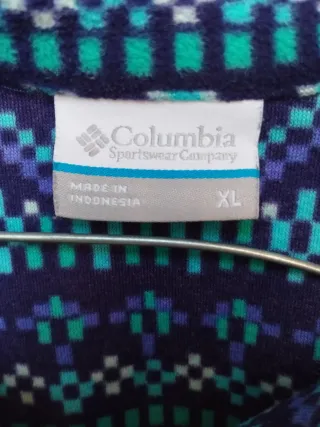 Columbia
Sportswear Company
MADE IN
INDONESIA
XL